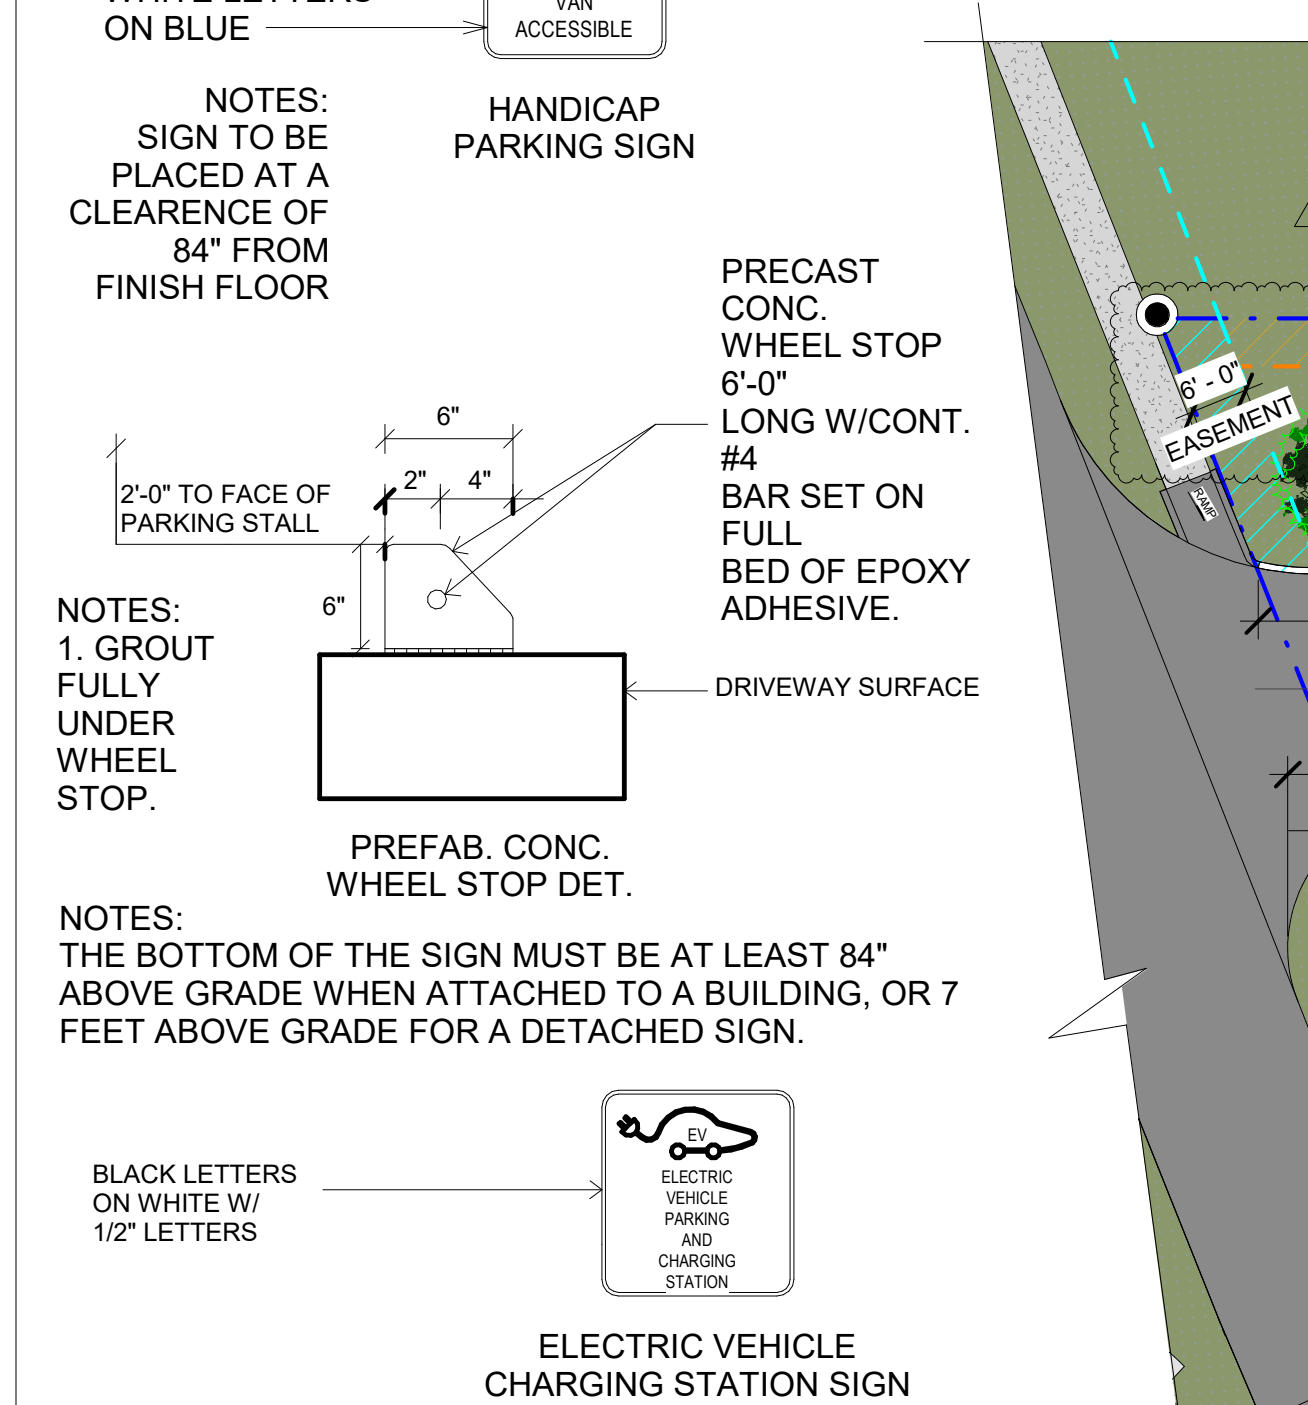 WHITE LETTERS
ON BLUE
VAN
ACCESSIBLE
NOTES:
SIGN TO BE
PLACED AT A
CLEARENCE OF
84" FROM
FINISH FLOOR
HANDICAP
PARKING SIGN
PRECAST
CONC.
WHEEL STOP
6'-0"
LONG W/CONT.
#4
BAR SET ON
FULL
BED OF EPOXY
ADHESIVE.
6"
2"
4"
2'-0" TO FACE OF
PARKING STALL
6"
NOTES:
1. GROUT
FULLY
UNDER
WHEEL
STOP.
DRIVEWAY SURFACE
PREFAB. CONC.
WHEEL STOP DET.
NOTES:
THE BOTTOM OF THE SIGN MUST BE AT LEAST 84"
ABOVE GRADE WHEN ATTACHED TO A BUILDING, OR 7
FEET ABOVE GRADE FOR A DETACHED SIGN.
BLACK LETTERS
ON WHITE W/
1/2" LETTERS
EV
ELECTRIC
VEHICLE
PARKING
AND
CHARGING
STATION
ELECTRIC VEHICLE
CHARGING STATION SIGN
6' - 0"
EASEMENT
RAMP